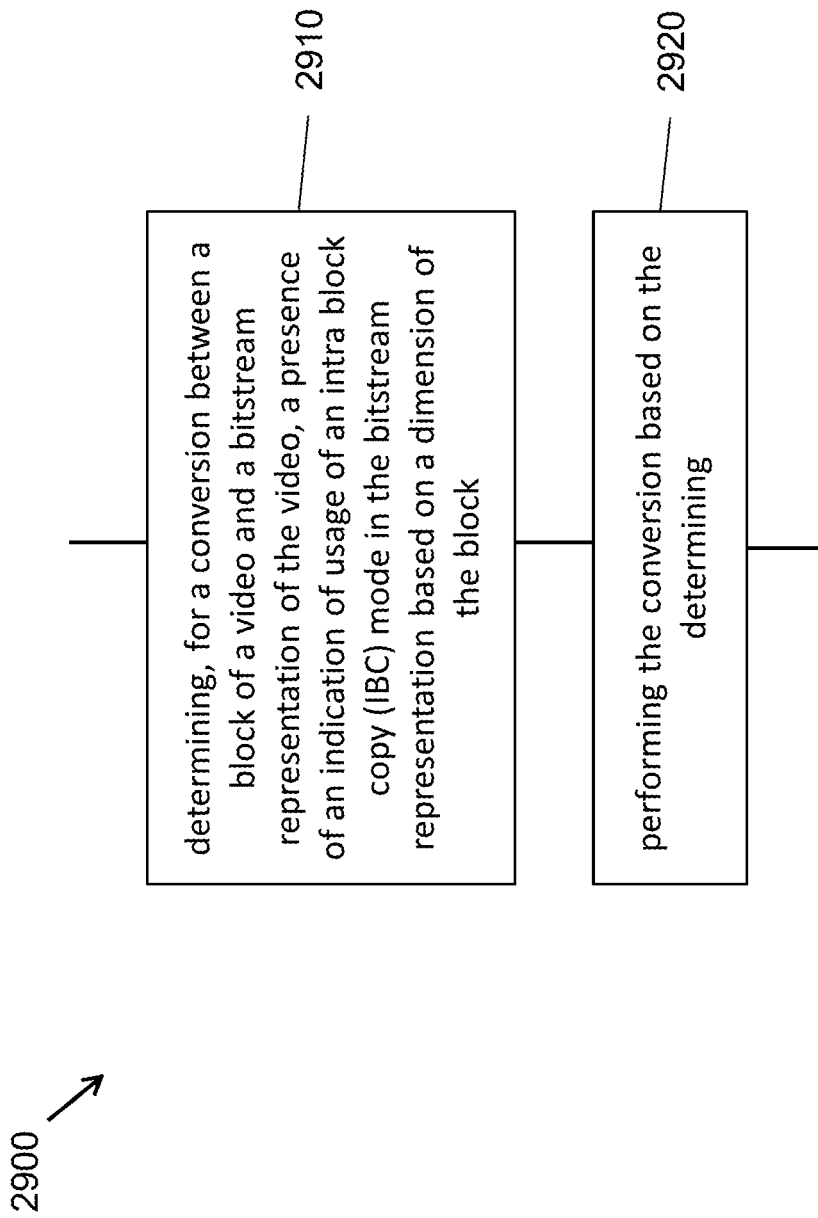 2900
determining, for a conversion between a
block of a video and a bitstream
representation of the video, a presence
of an indication of usage of an intra block
copy (IBC) mode in the bitstream
representation based on a dimension of
the block
2910
performing the conversion based on the
determining
2920